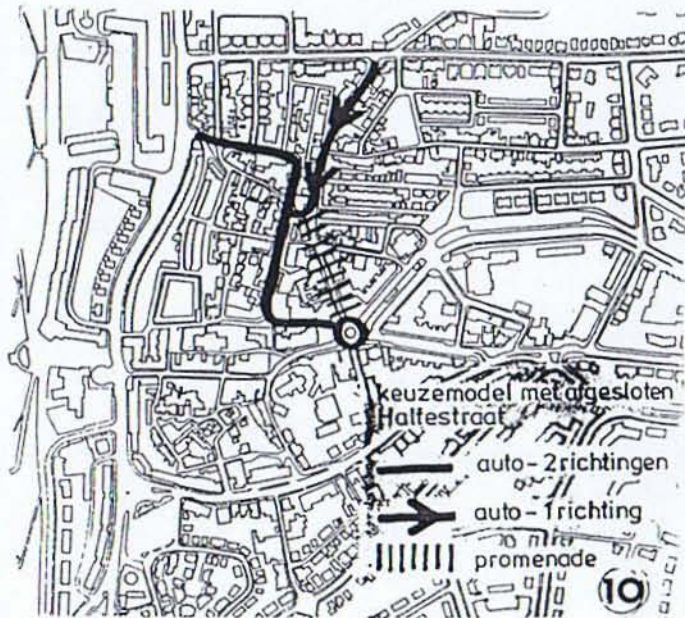 keuzemodel met afgesloten
Haltestraat
auto-2richtingen
auto-1richting
promenade
10